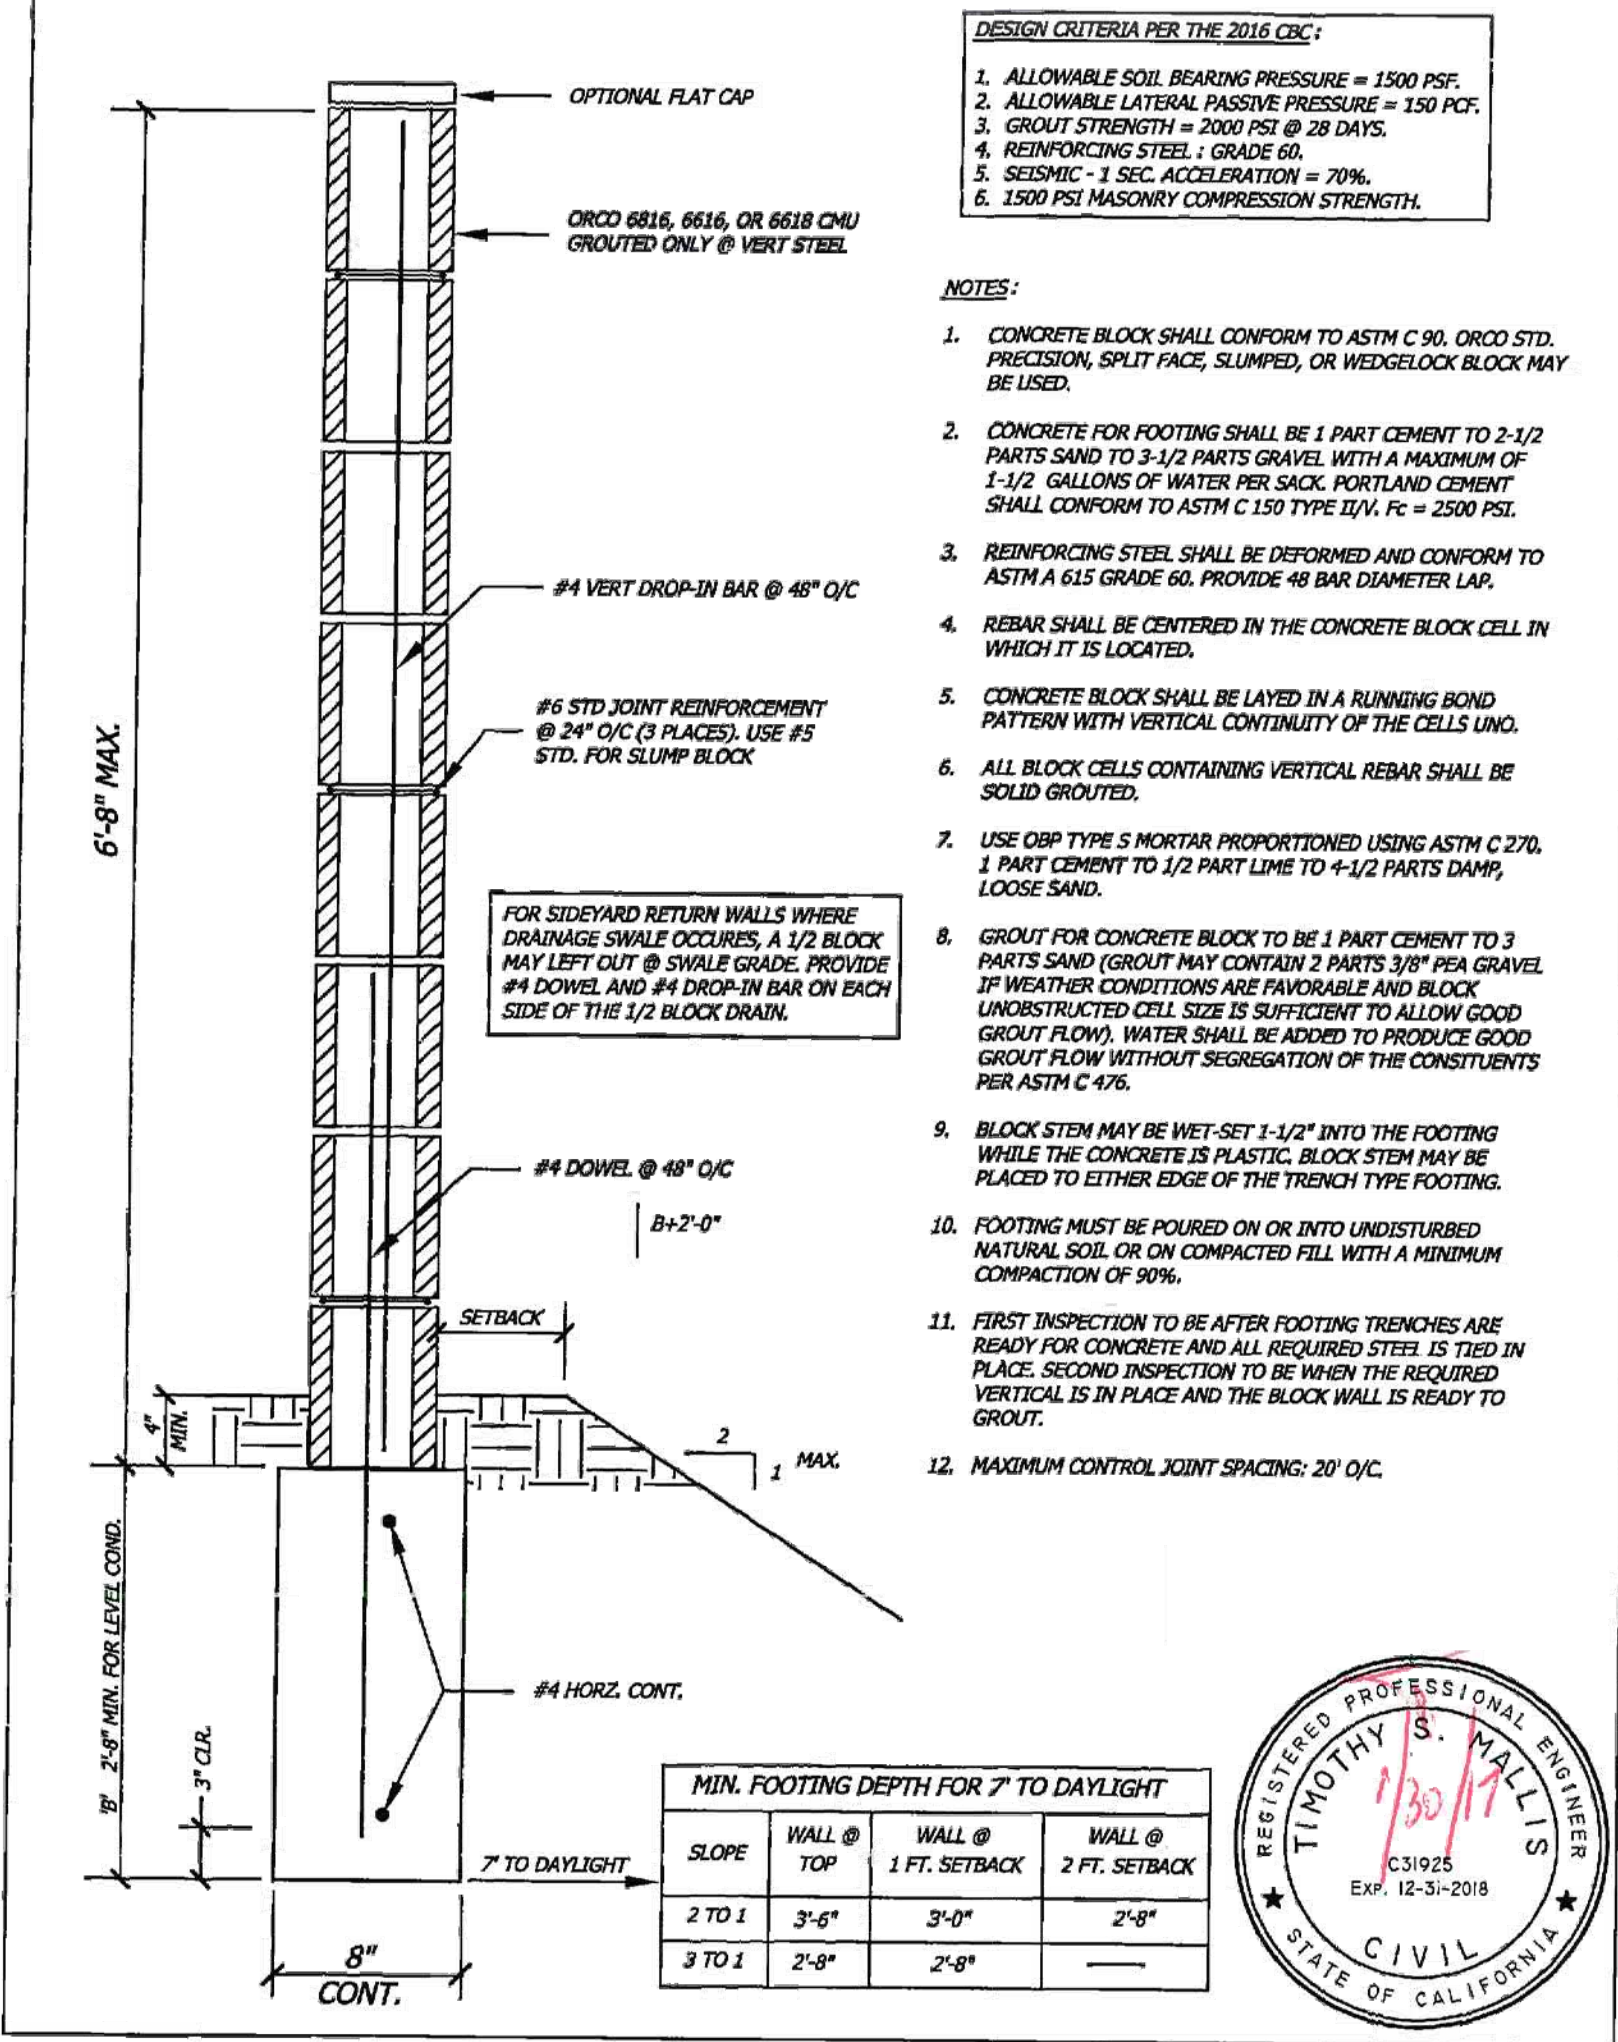 DESIGN CRITERIA PER THE 2016 CBC:
1. ALLOWABLE SOIL BEARING PRESSURE = 1500 PSF.
2. ALLOWABLE LATERAL PASSIVE PRESSURE = 150 PCF.
3. GROUT STRENGTH = 2000 PSI @ 28 DAYS.
4. REINFORCING STEEL : GRADE 60.
5. SEISMIC - 1 SEC. ACCELERATION = 70%.
6. 1500 PSI MASONRY COMPRESSION STRENGTH.
OPTIONAL FLAT CAP
ORCO 6816, 6616, OR 6618 CMU
GROUTED ONLY @ VERT STEEL
#4 VERT DROP-IN BAR @ 48" O/C
#6 STD JOINT REINFORCEMENT
@ 24" O/C (3 PLACES). USE #5
STD. FOR SLUMP BLOCK
6'-8" MAX.
FOR SIDEYARD RETURN WALLS WHERE
DRAINAGE SWALE OCCURES, A 1/2 BLOCK
MAY LEFT OUT @ SWALE GRADE. PROVIDE
#4 DOWEL AND #4 DROP-IN BAR ON EACH
SIDE OF THE 1/2 BLOCK DRAIN.
#4 DOWEL @ 48" O/C
B+2'-0"
SETBACK
4"
MIN.
2
1 MAX.
'B' 2'-8" MIN. FOR LEVEL COND.
3" CLR.
#4 HORZ. CONT.
7' TO DAYLIGHT
8"
CONT.
NOTES:
1. CONCRETE BLOCK SHALL CONFORM TO ASTM C 90. ORCO STD.
PRECISION, SPLIT FACE, SLUMPED, OR WEDGELOCK BLOCK MAY
BE USED.
2. CONCRETE FOR FOOTING SHALL BE 1 PART CEMENT TO 2-1/2
PARTS SAND TO 3-1/2 PARTS GRAVEL WITH A MAXIMUM OF
1-1/2 GALLONS OF WATER PER SACK. PORTLAND CEMENT
SHALL CONFORM TO ASTM C 150 TYPE II/V. Fc = 2500 PSI.
3. REINFORCING STEEL SHALL BE DEFORMED AND CONFORM TO
ASTM A 615 GRADE 60. PROVIDE 48 BAR DIAMETER LAP.
4. REBAR SHALL BE CENTERED IN THE CONCRETE BLOCK CELL IN
WHICH IT IS LOCATED.
5. CONCRETE BLOCK SHALL BE LAYED IN A RUNNING BOND
PATTERN WITH VERTICAL CONTINUITY OF THE CELLS UNO.
6. ALL BLOCK CELLS CONTAINING VERTICAL REBAR SHALL BE
SOLID GROUTED.
7. USE OBP TYPE S MORTAR PROPORTIONED USING ASTM C 270.
1 PART CEMENT TO 1/2 PART LIME TO 4-1/2 PARTS DAMP,
LOOSE SAND.
8. GROUT FOR CONCRETE BLOCK TO BE 1 PART CEMENT TO 3
PARTS SAND (GROUT MAY CONTAIN 2 PARTS 3/8" PEA GRAVEL
IF WEATHER CONDITIONS ARE FAVORABLE AND BLOCK
UNOBSTRUCTED CELL SIZE IS SUFFICIENT TO ALLOW GOOD
GROUT FLOW). WATER SHALL BE ADDED TO PRODUCE GOOD
GROUT FLOW WITHOUT SEGREGATION OF THE CONSITUENTS
PER ASTM C 476.
9. BLOCK STEM MAY BE WET-SET 1-1/2" INTO THE FOOTING
WHILE THE CONCRETE IS PLASTIC. BLOCK STEM MAY BE
PLACED TO EITHER EDGE OF THE TRENCH TYPE FOOTING.
10. FOOTING MUST BE POURED ON OR INTO UNDISTURBED
NATURAL SOIL OR ON COMPACTED FILL WITH A MINIMUM
COMPACTION OF 90%.
11. FIRST INSPECTION TO BE AFTER FOOTING TRENCHES ARE
READY FOR CONCRETE AND ALL REQUIRED STEEL IS TIED IN
PLACE. SECOND INSPECTION TO BE WHEN THE REQUIRED
VERTICAL IS IN PLACE AND THE BLOCK WALL IS READY TO
GROUT.
12. MAXIMUM CONTROL JOINT SPACING: 20' O/C.
MIN. FOOTING DEPTH FOR 7' TO DAYLIGHT
SLOPE WALL @ TOP WALL @ 1 FT. SETBACK WALL @ 2 FT. SETBACK
2 TO 1 3'-6" 3'-0" 2'-8"
3 TO 1 2'-8" 2'-8" ——
REGISTERED PROFESSIONAL ENGINEER
TIMOTHY S. MALLIS
1/30/17
C31925
EXP. 12-31-2018
CIVIL
STATE OF CALIFORNIA